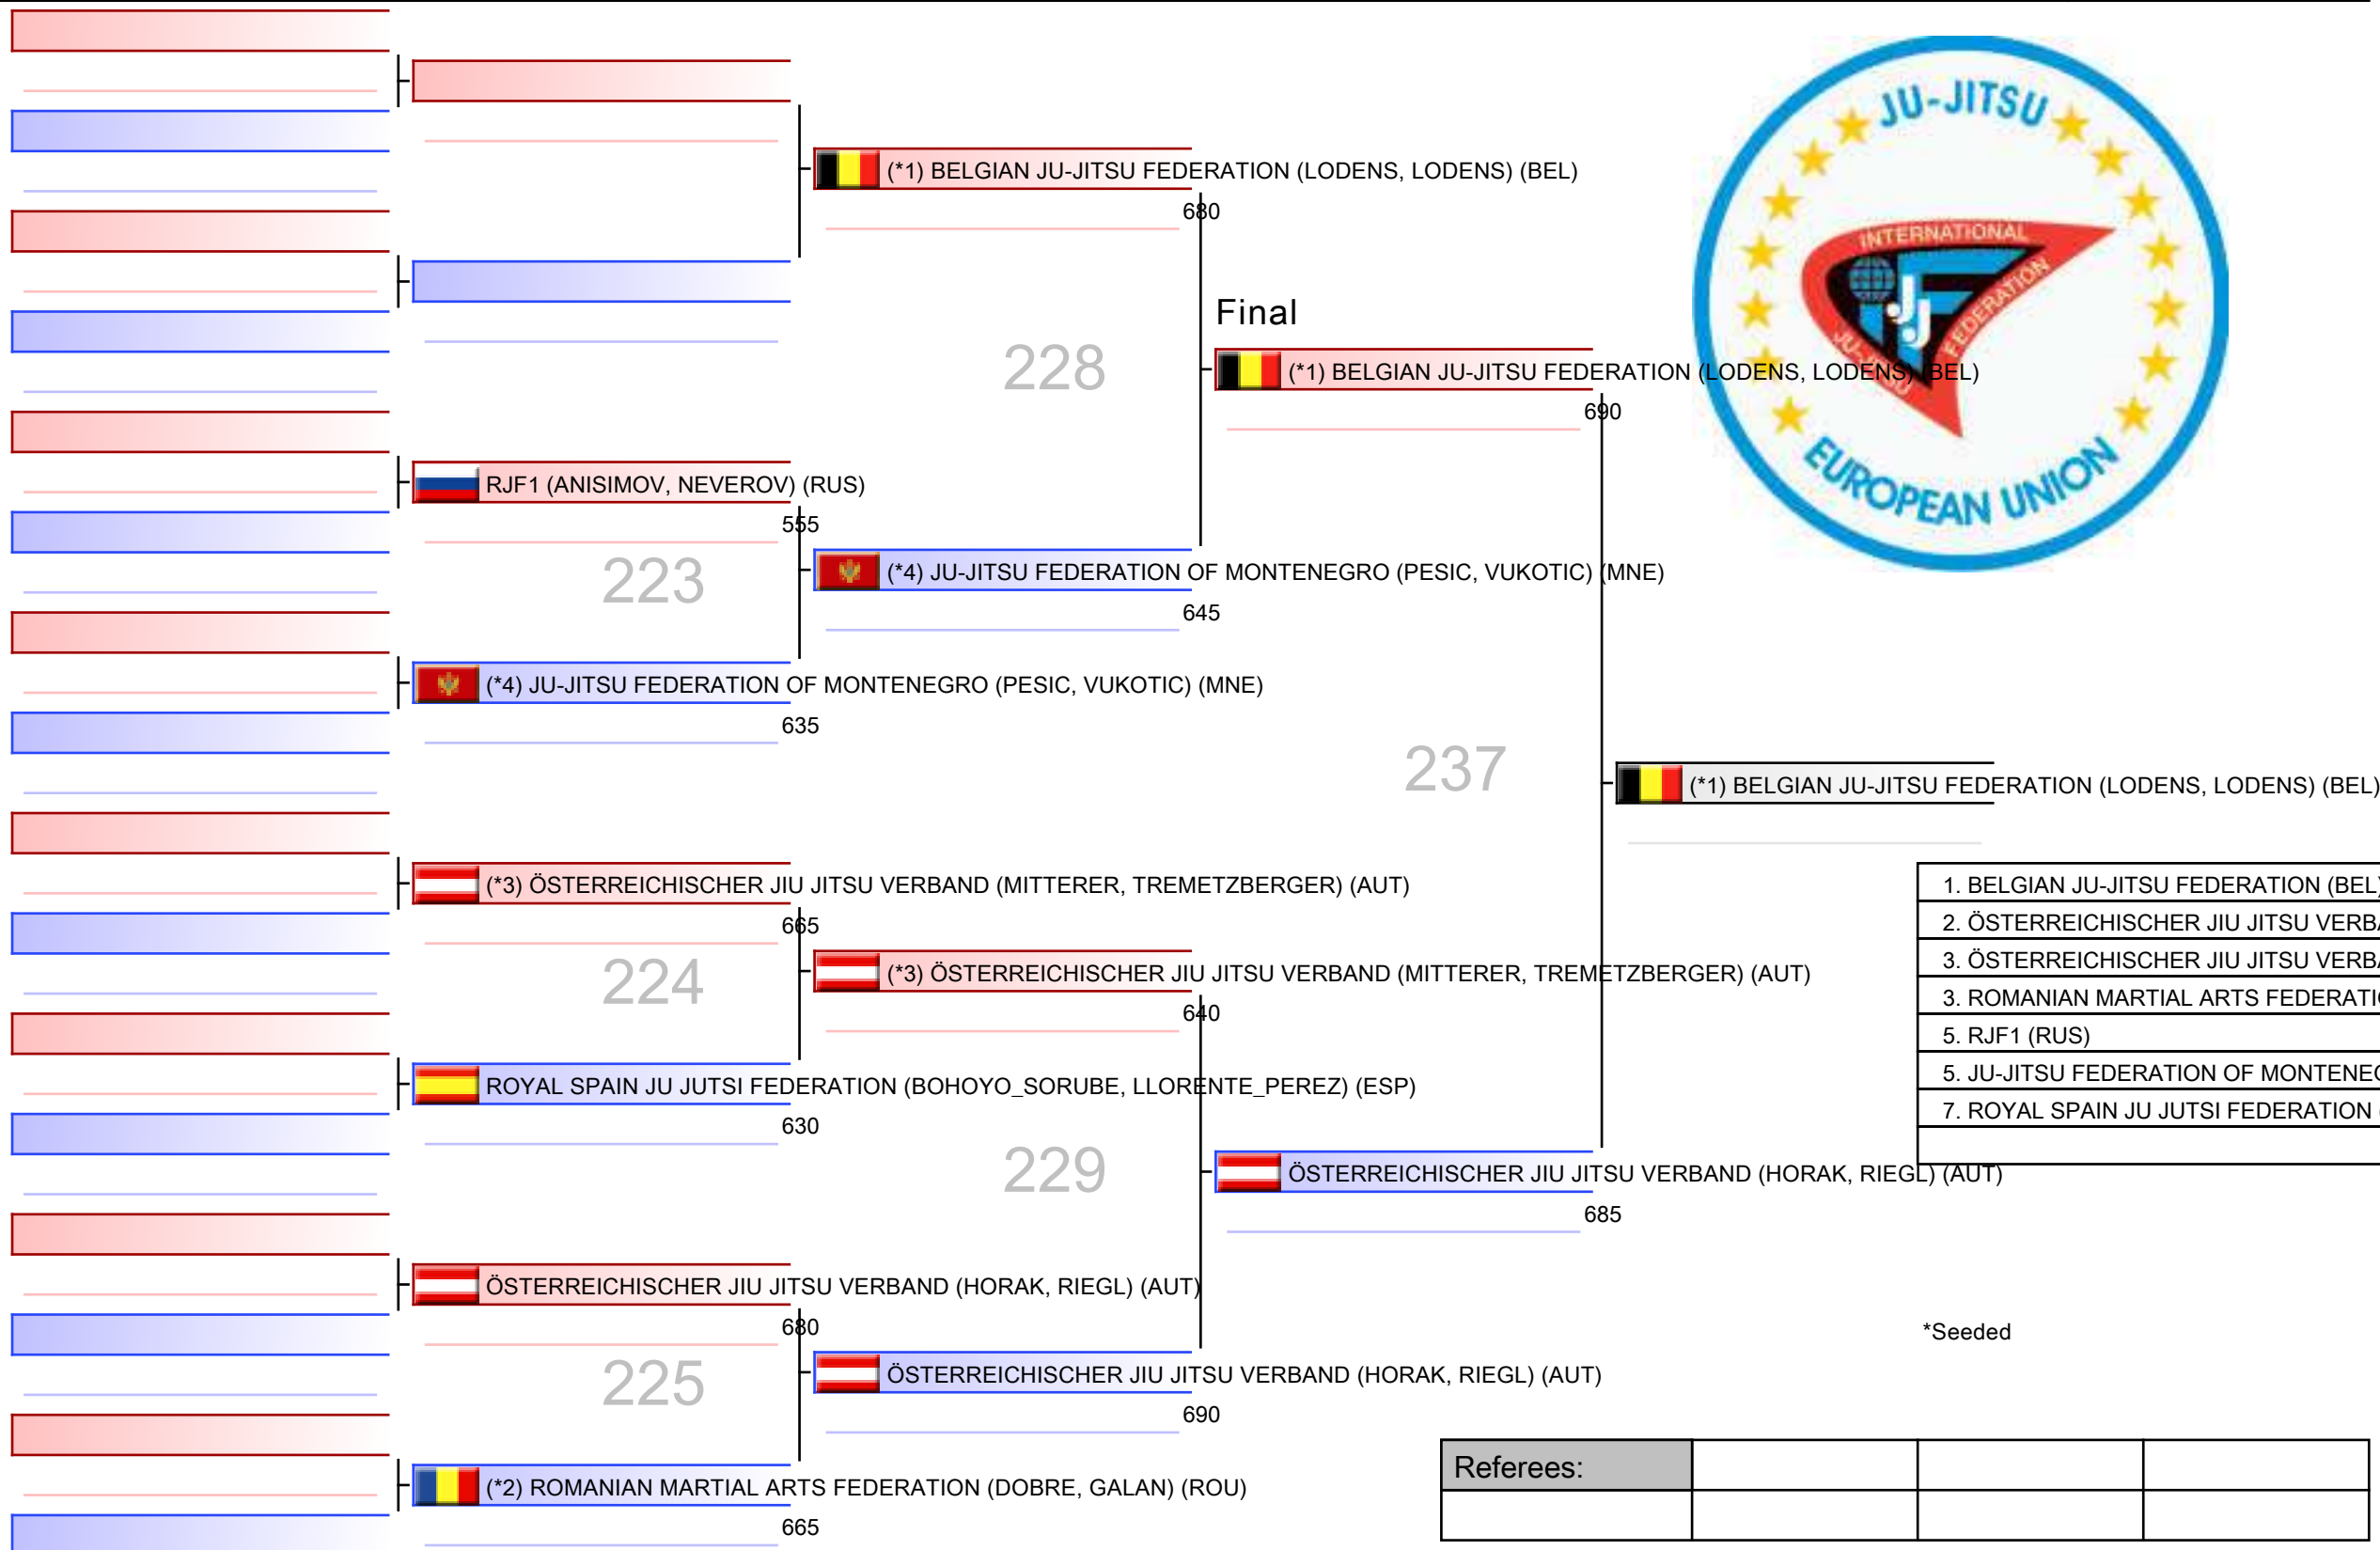 JU-JITSU
(*1) BELGIAN JU-JITSU FEDERATION (LODENS, LODENS) (BEL)
680
INTERNATIONAL
JU-JITSU
FEDERATION
EUROPEAN UNION
Final
228
(*1) BELGIAN JU-JITSU FEDERATION (LODENS, LODENS) (BEL)
690
RJF1 (ANISIMOV, NEVEROV) (RUS)
555
223
(*4) JU-JITSU FEDERATION OF MONTENEGRO (PESIC, VUKOTIC) (MNE)
645
(*4) JU-JITSU FEDERATION OF MONTENEGRO (PESIC, VUKOTIC) (MNE)
635
237
(*1) BELGIAN JU-JITSU FEDERATION (LODENS, LODENS) (BEL)
(*3) ÖSTERREICHISCHER JIU JITSU VERBAND (MITTERER, TREMETZBERGER) (AUT)
665
224
(*3) ÖSTERREICHISCHER JIU JITSU VERBAND (MITTERER, TREMETZBERGER) (AUT)
640
ROYAL SPAIN JU JUTSI FEDERATION (BOHOYO_SORUBE, LLORENTE_PEREZ) (ESP)
630
229
ÖSTERREICHISCHER JIU JITSU VERBAND (HORAK, RIEGL) (AUT)
685
1. BELGIAN JU-JITSU FEDERATION (BEL)
2. ÖSTERREICHISCHER JIU JITSU VERBA
3. ÖSTERREICHISCHER JIU JITSU VERBA
3. ROMANIAN MARTIAL ARTS FEDERATI
5. RJF1 (RUS)
5. JU-JITSU FEDERATION OF MONTENEG
7. ROYAL SPAIN JU JUTSI FEDERATION
ÖSTERREICHISCHER JIU JITSU VERBAND (HORAK, RIEGL) (AUT)
680
225
ÖSTERREICHISCHER JIU JITSU VERBAND (HORAK, RIEGL) (AUT)
690
(*2) ROMANIAN MARTIAL ARTS FEDERATION (DOBRE, GALAN) (ROU)
665
*Seeded
Referees: